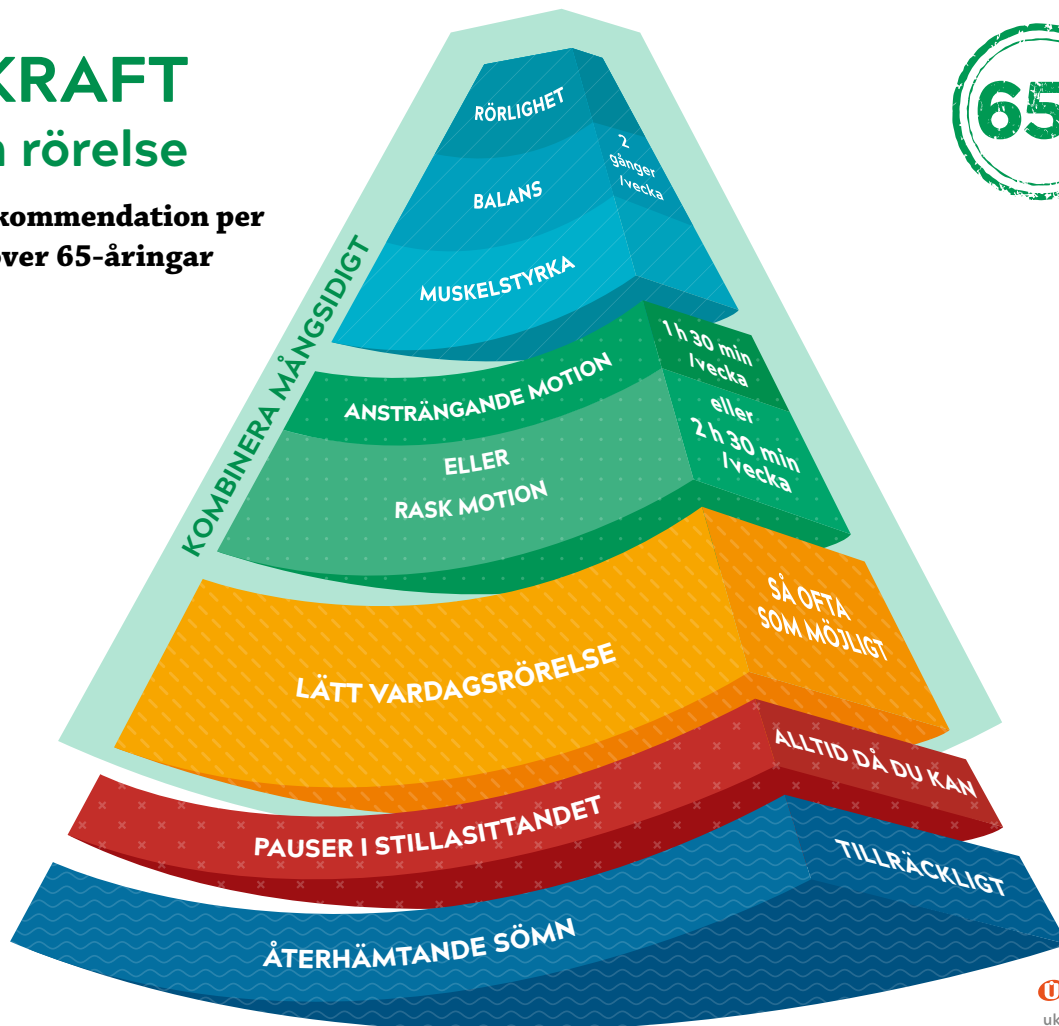 KRAFT
rörelse
kommendation per
över 65-åringar
65
KOMBINERA MÅNGSIDIGT
RÖRLIGHET
BALANS
MUSKELSTYRKA
2
gånger
/vecka
ANSTRÄNGANDE MOTION
1 h 30 min
/vecka
ELLER
RASK MOTION
eller
2 h 30 min
/vecka
LÄTT VARDAGSRÖRELSE
SÅ OFTA
SOM MÖJLIGT
PAUSER I STILLASITTANDET
ALLTID DÅ DU KAN
ÅTERHÄMTANDE SÖMN
TILLRÄCKLIGT
uk